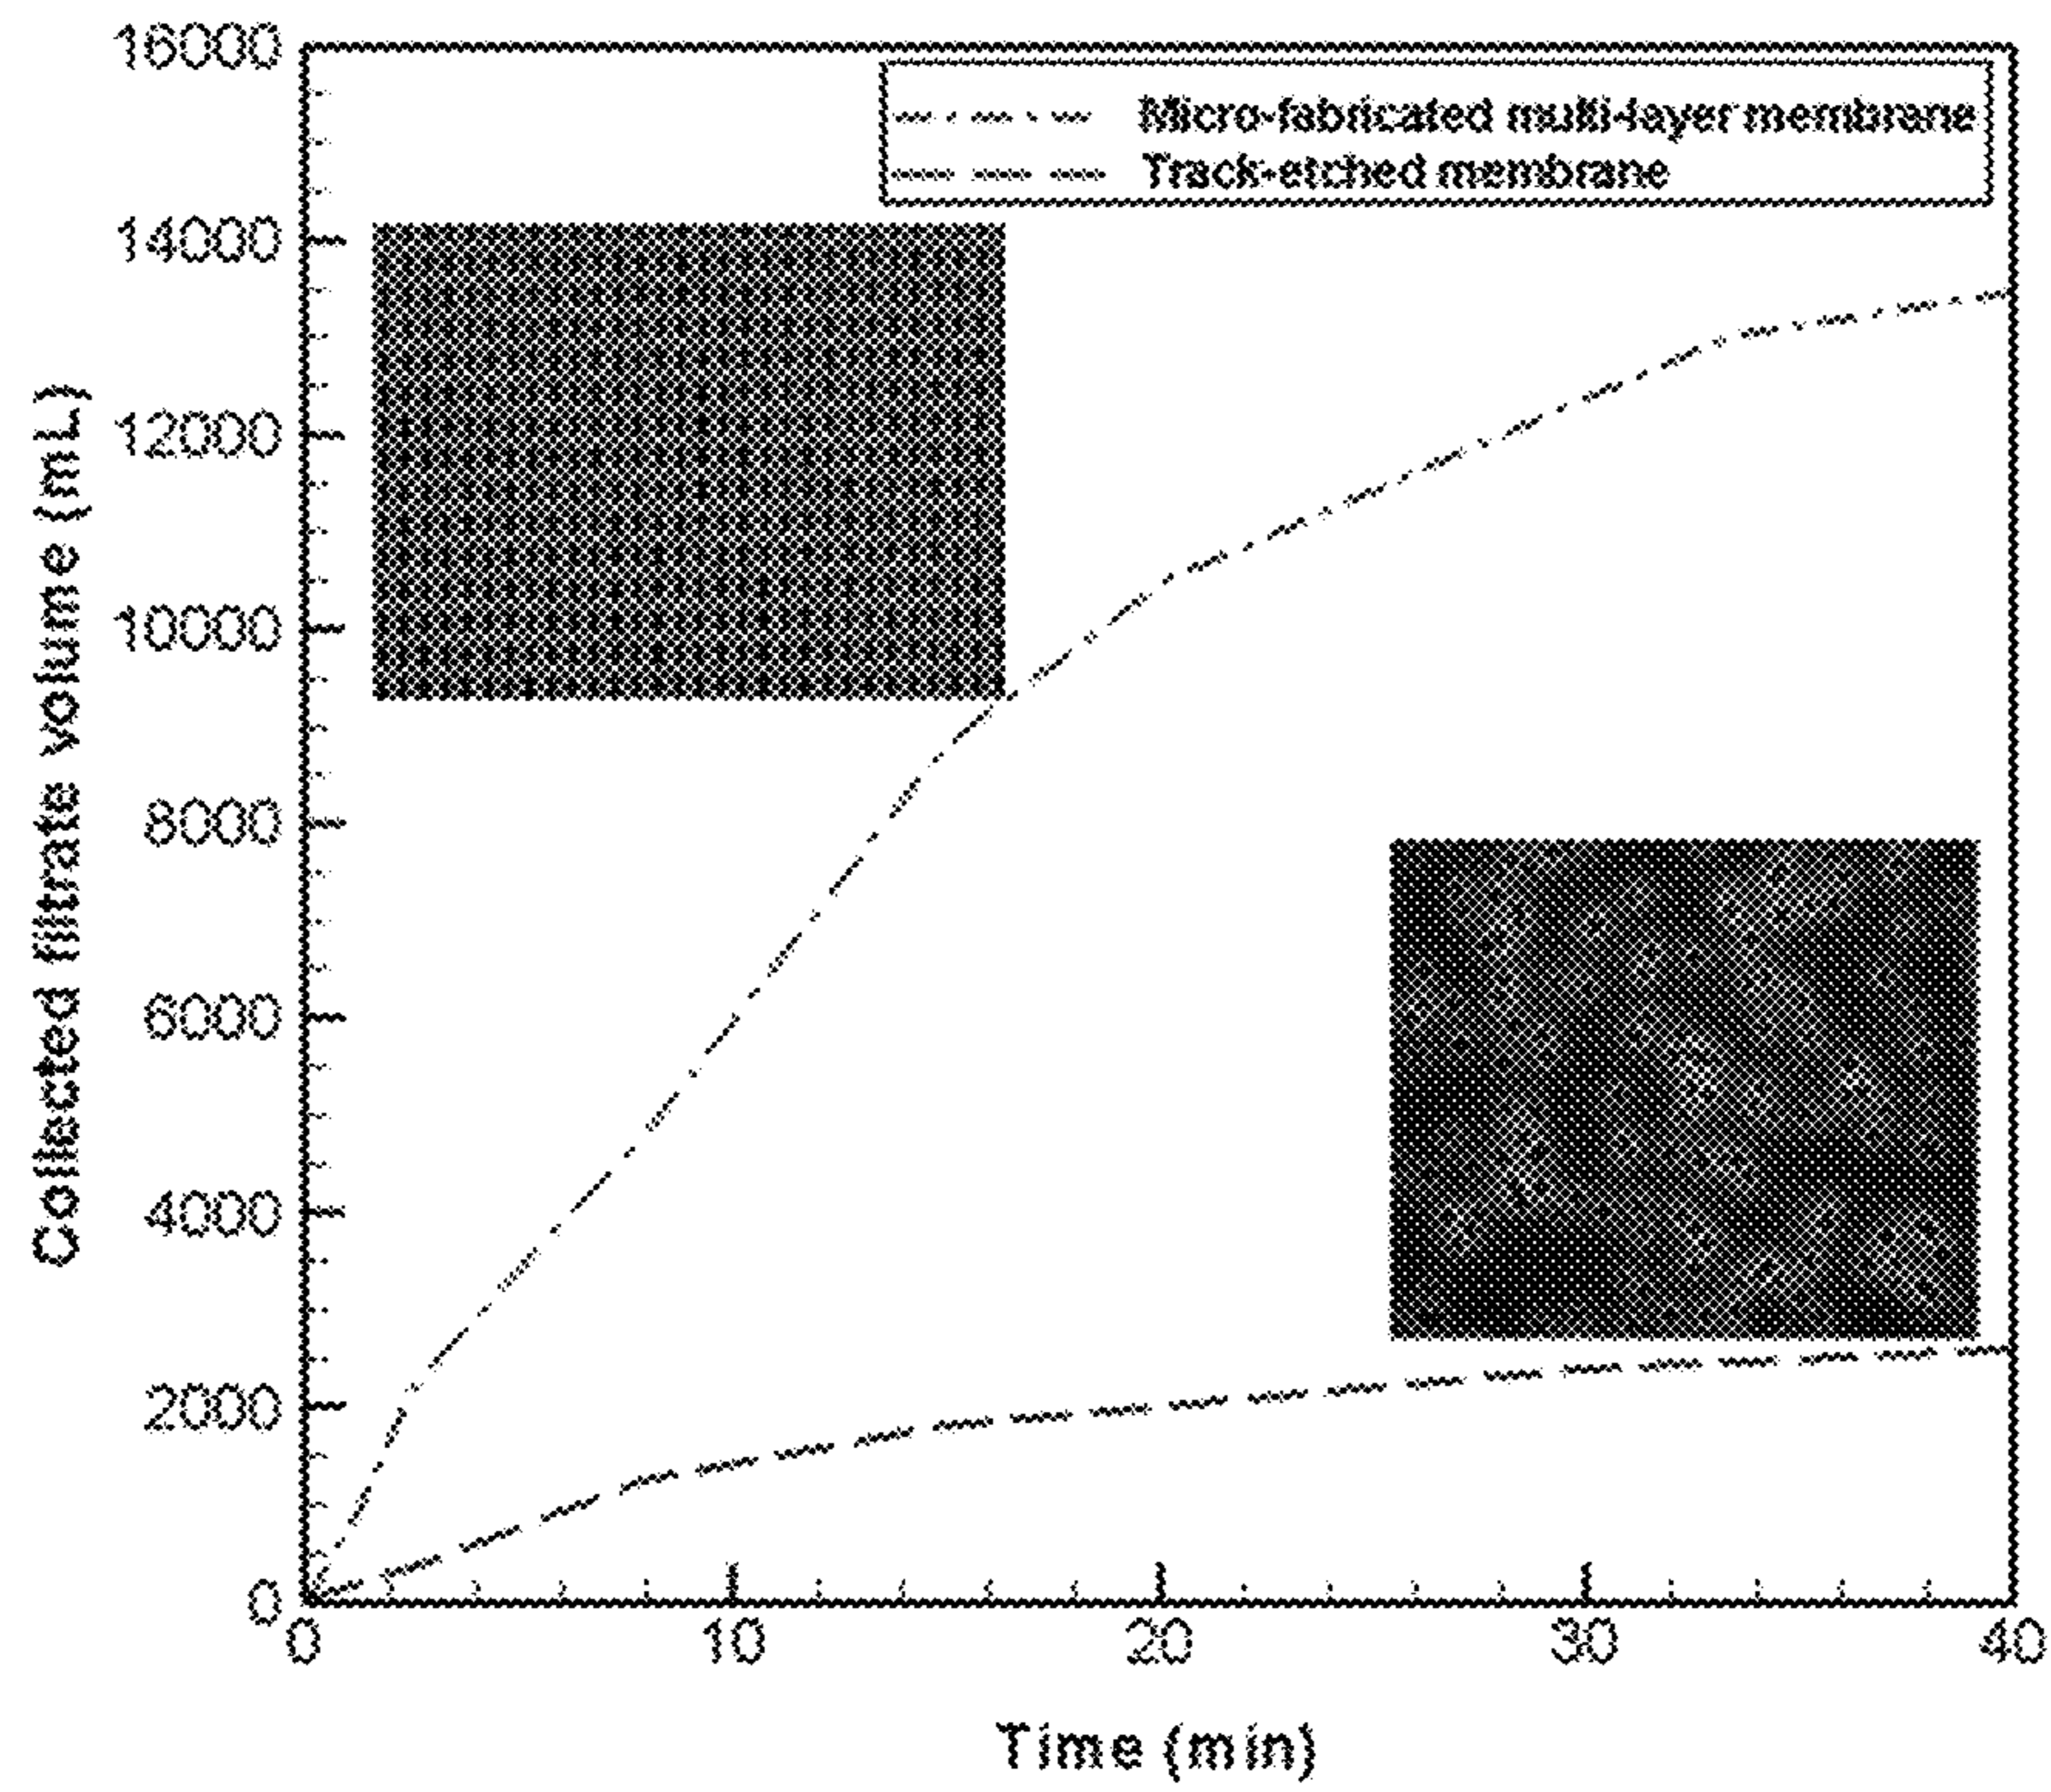 16000
14000
12000
10000
8000
6000
4000
2000
0
Collected filtrate volume (mL)
Micro-fabricated multi-layer membrane
Track-etched membrane
0 10 20 30 40
Time (min)